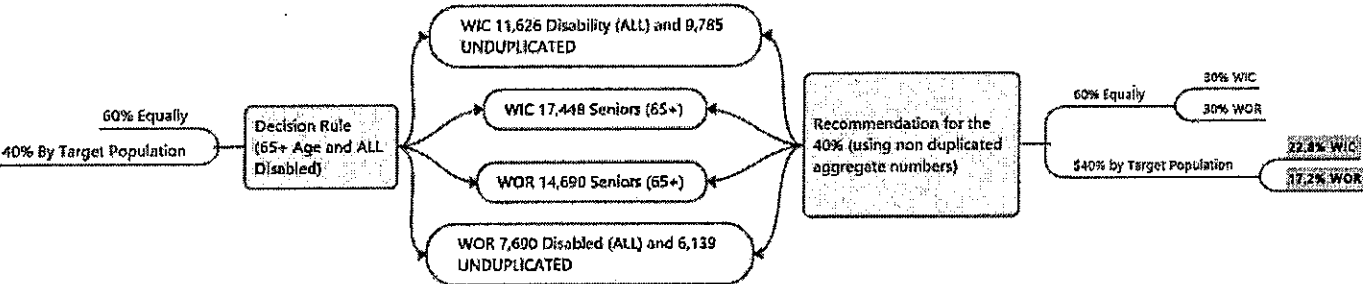 60% Equally
40% By Target Population
Decision Rule
(65+ Age and ALL
Disabled)
WIC 11,626 Disability (ALL) and 9,785
UNDUPLICATED
WIC 17,448 Seniors (65+)
WOR 14,690 Seniors (65+)
WOR 7,690 Disabled (ALL) and 6,139
UNDUPLICATED
Recommendation for the
40% (using non duplicated
aggregate numbers)
60% Equally
30% WIC
30% WOR
$40% by Target Population
22.8% WIC
17.2% WOR